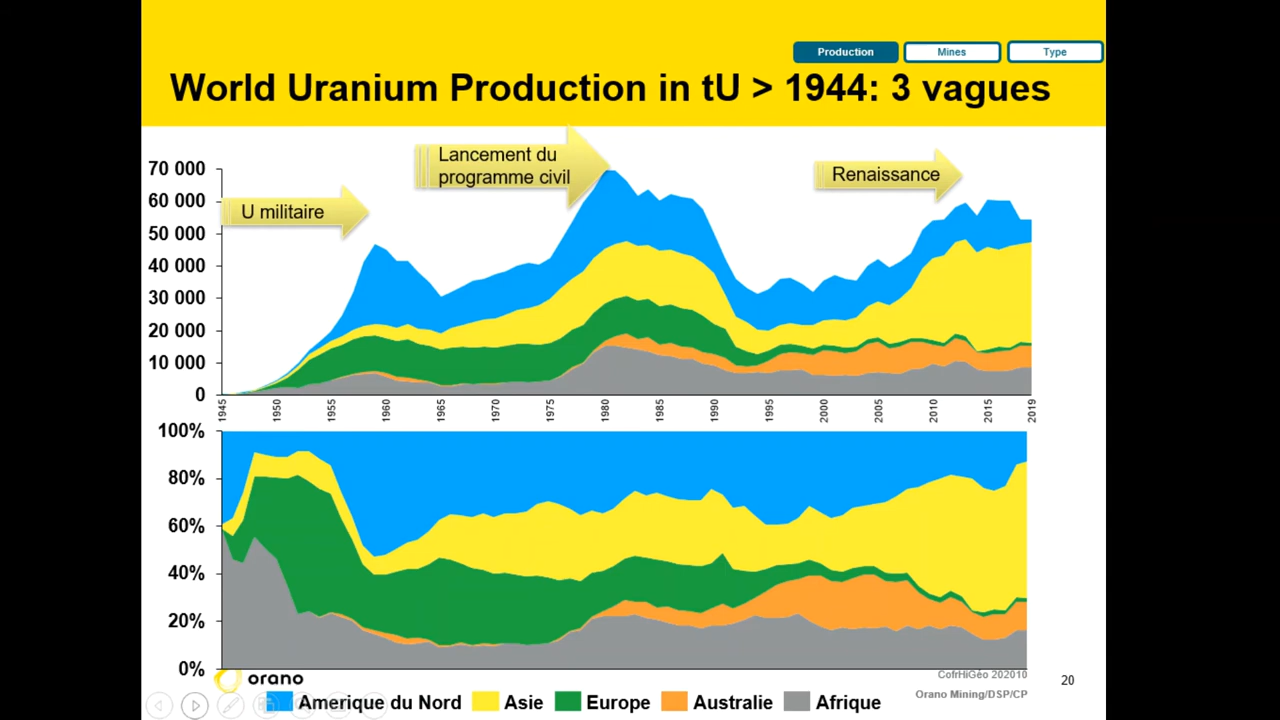 Production
Mines
Type
World Uranium Production in tU > 1944: 3 vagues
U militaire
Lancement du
programme civil
Renaissance
70 000
60 000
50 000
40 000
30 000
20 000
10 000
0
1945
1950
1955
1960
1965
1970
1975
1980
1985
1990
1995
2000
2005
2010
2015
2019
100%
80%
60%
40%
20%
0%
orano
CofrHiGéo 202010
Orano Mining/DSP/CP
20
Amerique du Nord
Asie
Europe
Australie
Afrique